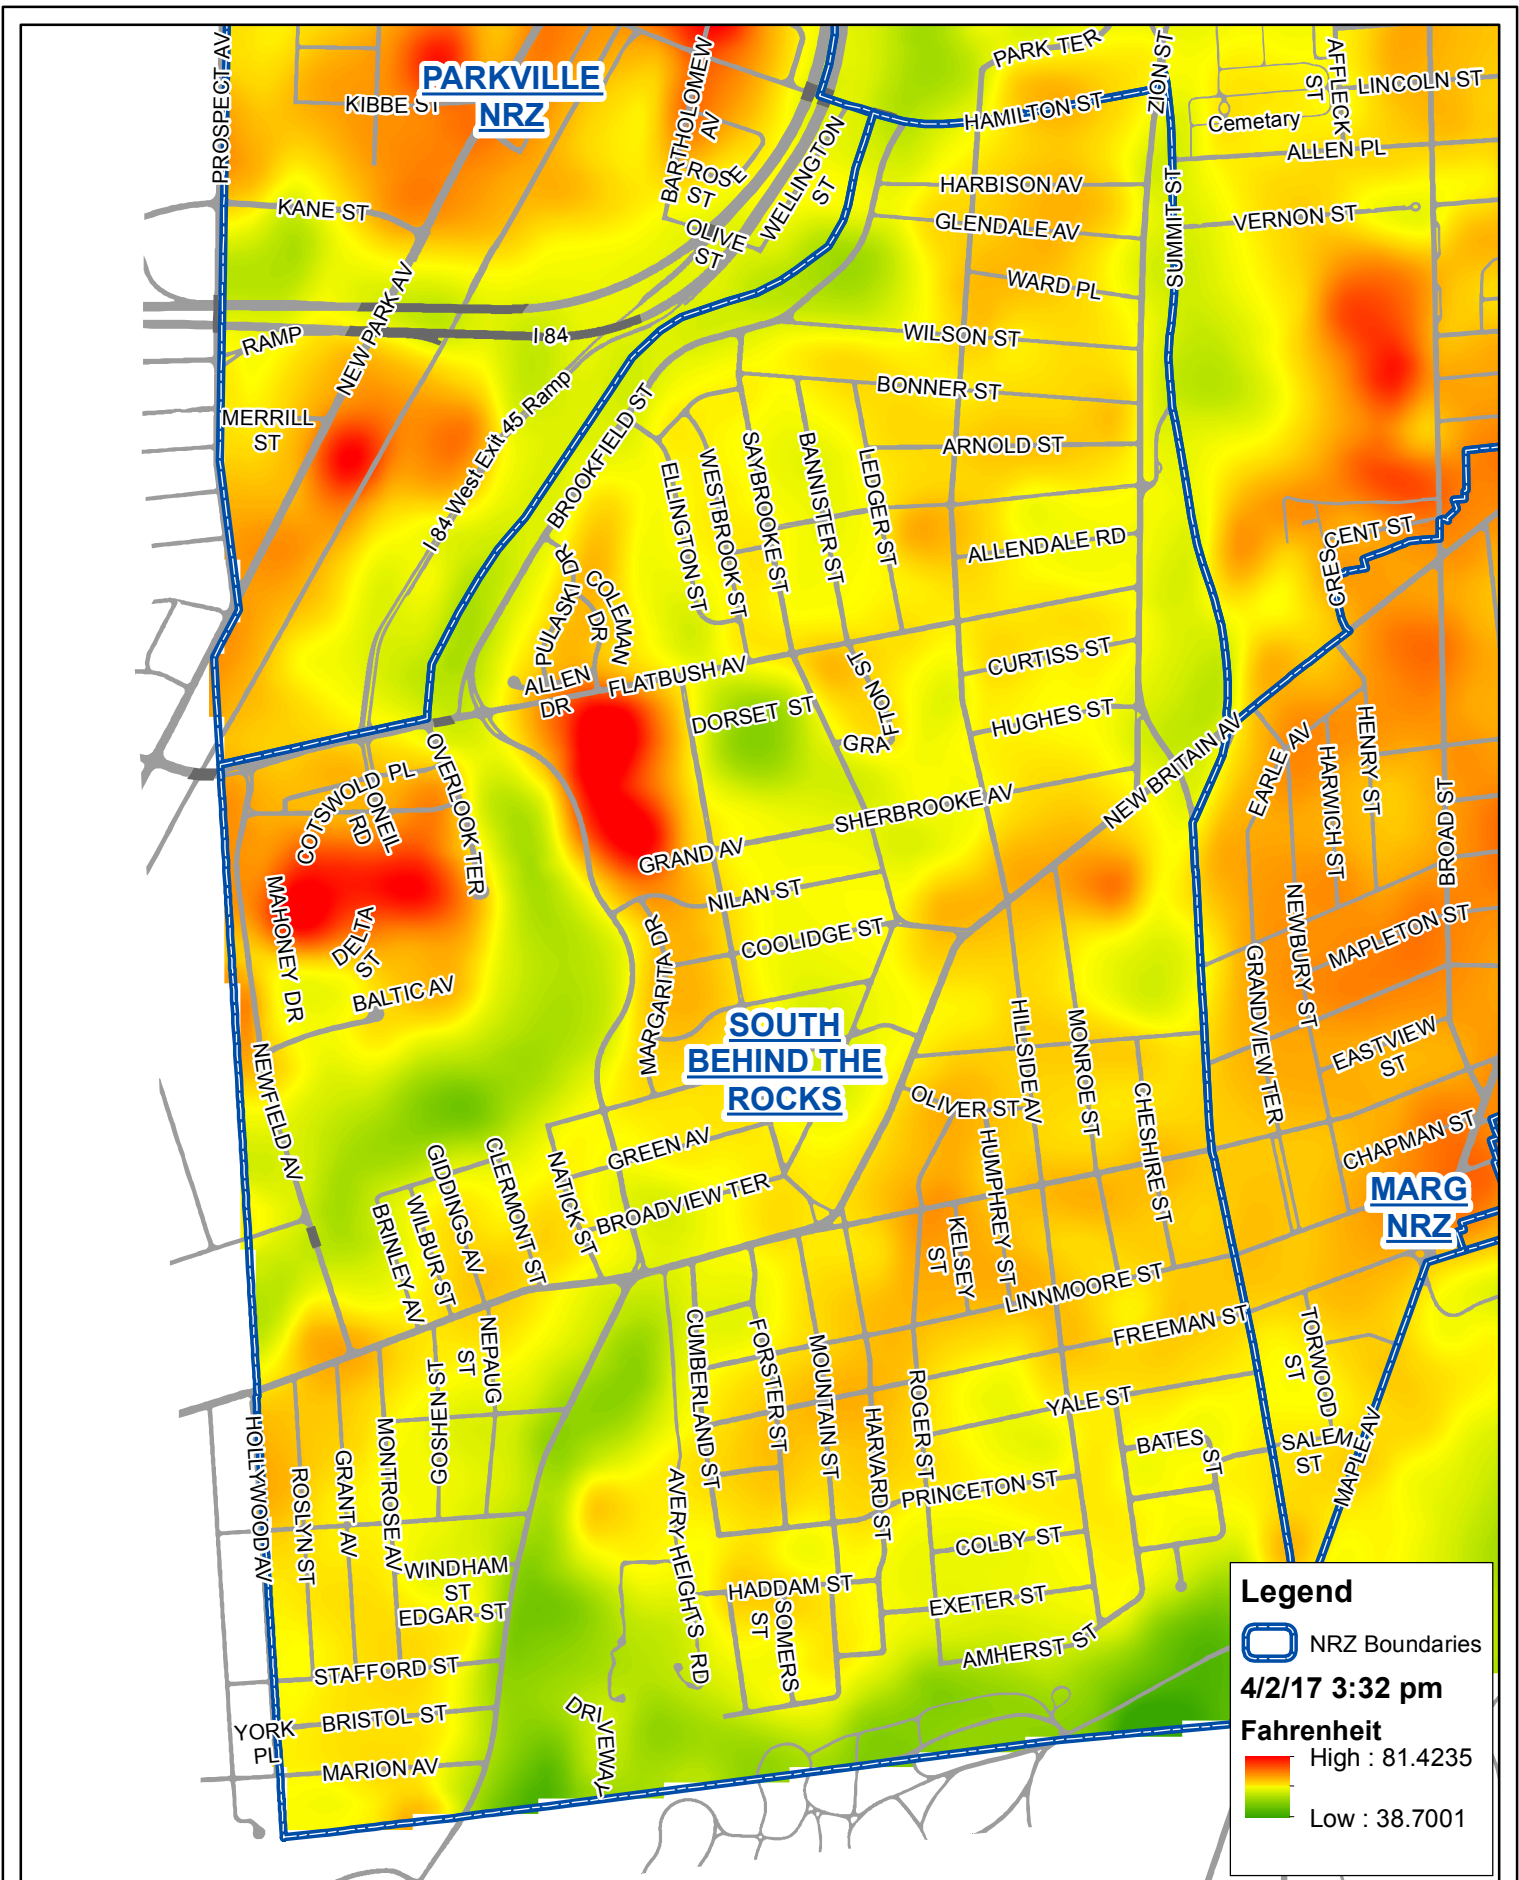 PROSPECT AV
PARKVILLE
NRZ
KIBBE ST
BARTHOLOMEW
AV
PARK TER
ZION ST
AFFLECK
ST
LINCOLN ST
HAMILTON ST
Cemetary
ALLEN PL
ROSE
ST
WELLINGTON
ST
KANE ST
OLIVE
ST
HARBISON AV
GLENDALE AV
SUMMIT ST
VERNON ST
WARD PL
NEW PARK AV
RAMP
I 84
WILSON ST
BONNER ST
MERRILL
ST
I 84 West Exit 45 Ramp
BROOKFIELD ST
ARNOLD ST
ELLINGTON ST
WESTBROOK ST
SAYBROOKE ST
BANNISTER ST
LEDGER ST
ALLENDALE RD
CRES
CENT ST
PULASKI DR
COLEMAN
DR
ALLEN
DR
FLATBUSH AV
CURTISS ST
DORSET ST
GRA
FTON ST
HUGHES ST
NEW BRITAIN AV
EARLE AV
HENRY ST
HARWICH ST
BROAD ST
OVERLOOK TER
COTSWOLD PL
ONEIL
RD
SHERBROOKE AV
GRAND AV
NILAN ST
COOLIDGE ST
MAHONEY DR
DELTA
ST
BALTIC AV
MARGARITA DR
NEWBURY ST
MAPLETON ST
GRANDVIEW TER
SOUTH
BEHIND THE
ROCKS
HILLSIDE AV
MONROE ST
EASTVIEW
ST
NEWFIELD AV
OLIVER ST
CHESHIRE ST
HUMPHREY ST
CHAPMAN ST
MARG
NRZ
GREEN AV
BROADVIEW TER
NATICK ST
CLERMONT ST
GIDDINGS AV
WILBUR ST
BRINLEY AV
KELSEY
ST
LINNMOORE ST
FREEMAN ST
TORWOOD
ST
NEPAUG
ST
GOSHEN ST
CUMBERLAND ST
FORSTER ST
MOUNTAIN ST
HARVARD ST
ROGER ST
YALE ST
BATES
ST
SALEM
ST
MAPLE AV
HOLLYWOOD AV
ROSLYN ST
GRANT AV
MONTROSE AV
AVERY HEIGHTS RD
PRINCETON ST
COLBY ST
WINDHAM
ST
EDGAR ST
HADDAM ST
SOMERS
ST
EXETER ST
AMHERST ST
STAFFORD ST
BRISTOL ST
YORK
PL
MARION AV
DRIVEWAY
Legend
NRZ Boundaries
4/2/17 3:32 pm
Fahrenheit
High : 81.4235
Low : 38.7001